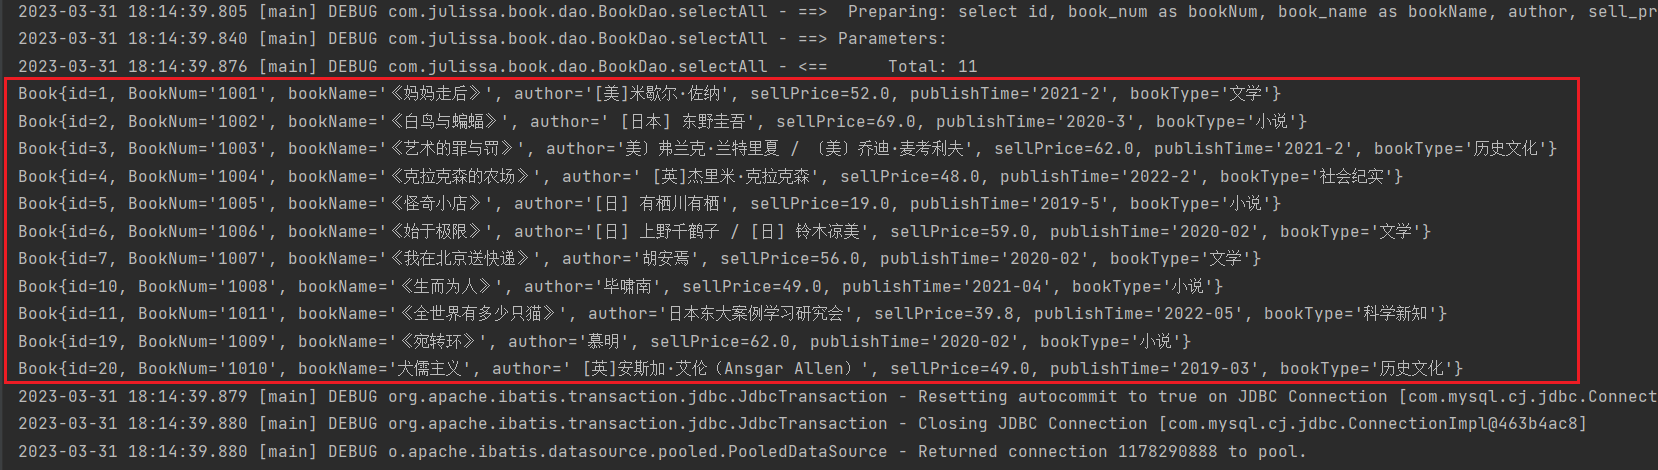 2023-03-31 18:14:39.805 [main] DEBUG com.julissa.book.dao.BookDao.selectAll - ==>  Preparing: select id, book_num as bookNum, book_name as bookName, author, sell_pr
2023-03-31 18:14:39.840 [main] DEBUG com.julissa.book.dao.BookDao.selectAll - ==> Parameters:
2023-03-31 18:14:39.876 [main] DEBUG com.julissa.book.dao.BookDao.selectAll - <==      Total: 11
Book{id=1, BookNum='1001', bookName='《妈妈走后》', author='[美]米歇尔·佐纳', sellPrice=52.0, publishTime='2021-2', bookType='文学'}
Book{id=2, BookNum='1002', bookName='《白鸟与蝙蝠》', author=' [日本] 东野圭吾', sellPrice=69.0, publishTime='2020-3', bookType='小说'}
Book{id=3, BookNum='1003', bookName='《艺术的罪与罚》', author='美〕弗兰克·兰特里夏 / 〔美〕乔迪·麦考利夫', sellPrice=62.0, publishTime='2021-2', bookType='历史文化'}
Book{id=4, BookNum='1004', bookName='《克拉克森的农场》', author=' [英]杰里米·克拉克森', sellPrice=48.0, publishTime='2022-2', bookType='社会纪实'}
Book{id=5, BookNum='1005', bookName='《怪奇小店》', author='[日] 有栖川有栖', sellPrice=19.0, publishTime='2019-5', bookType='小说'}
Book{id=6, BookNum='1006', bookName='《始于极限》', author='[日] 上野千鹤子 / [日] 铃木凉美', sellPrice=59.0, publishTime='2020-02', bookType='文学'}
Book{id=7, BookNum='1007', bookName='《我在北京送快递》', author='胡安焉', sellPrice=56.0, publishTime='2020-02', bookType='文学'}
Book{id=10, BookNum='1008', bookName='《生而为人》', author='毕啸南', sellPrice=49.0, publishTime='2021-04', bookType='小说'}
Book{id=11, BookNum='1011', bookName='《全世界有多少只猫》', author='日本东大案例学习研究会', sellPrice=39.8, publishTime='2022-05', bookType='科学新知'}
Book{id=19, BookNum='1009', bookName='《宛转环》', author='慕明', sellPrice=62.0, publishTime='2020-02', bookType='小说'}
Book{id=20, BookNum='1010', bookName='犬儒主义', author=' [英]安斯加·艾伦（Ansgar Allen）', sellPrice=49.0, publishTime='2019-03', bookType='历史文化'}
2023-03-31 18:14:39.879 [main] DEBUG org.apache.ibatis.transaction.jdbc.JdbcTransaction - Resetting autocommit to true on JDBC Connection [com.mysql.cj.jdbc.Connect
2023-03-31 18:14:39.880 [main] DEBUG org.apache.ibatis.transaction.jdbc.JdbcTransaction - Closing JDBC Connection [com.mysql.cj.jdbc.ConnectionImpl@463b4ac8]
2023-03-31 18:14:39.880 [main] DEBUG o.apache.ibatis.datasource.pooled.PooledDataSource - Returned connection 1178290888 to pool.